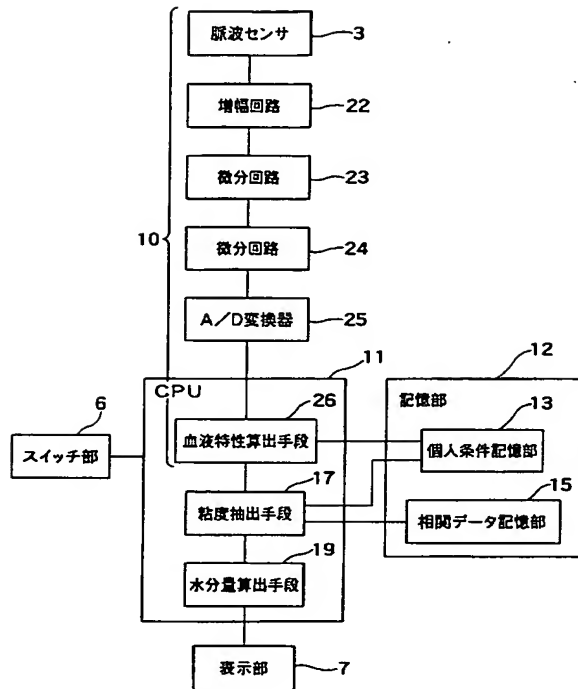 脈波センサ
3
増幅回路
22
微分回路
23
10
微分回路
24
A/D変換器
25
11
12
CPU
記憶部
6
26
13
スイッチ部
血液特性算出手段
個人条件記憶部
17
15
粘度抽出手段
相関データ記憶部
19
水分量算出手段
表示部
7